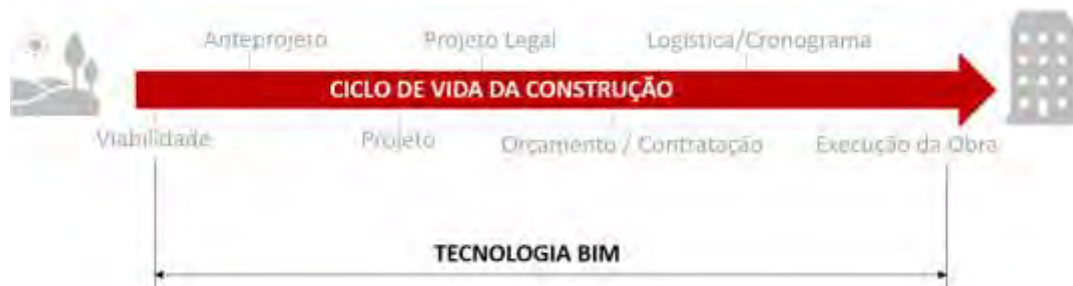 Anteprojeto Projeto Legal Logística/Cronograma
CICLO DE VIDA DA CONSTRUÇÃO
Viabilidade Projeto Orçamento / Contratação Execução da Obra
TECNOLOGIA BIM